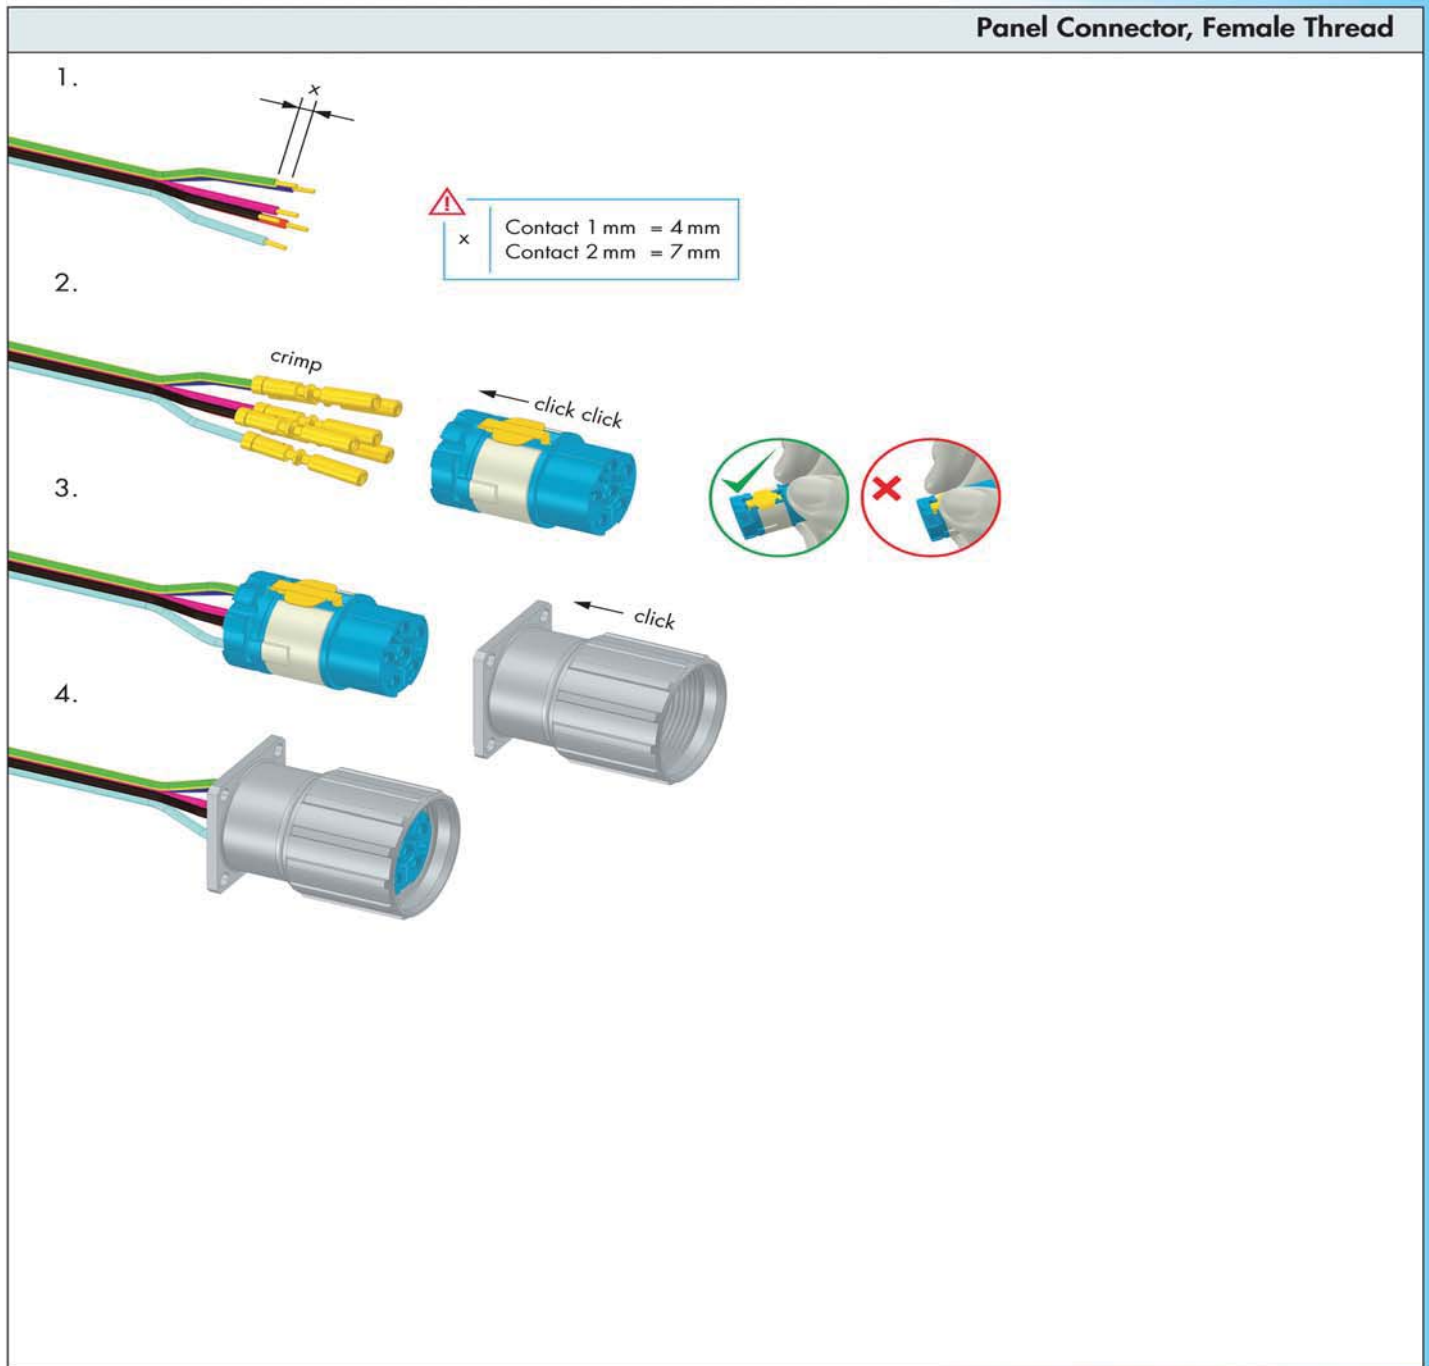 Panel Connector, Female Thread
1.
x
x
Contact 1 mm = 4 mm
Contact 2 mm = 7 mm
2.
crimp
click click
3.
click
4.